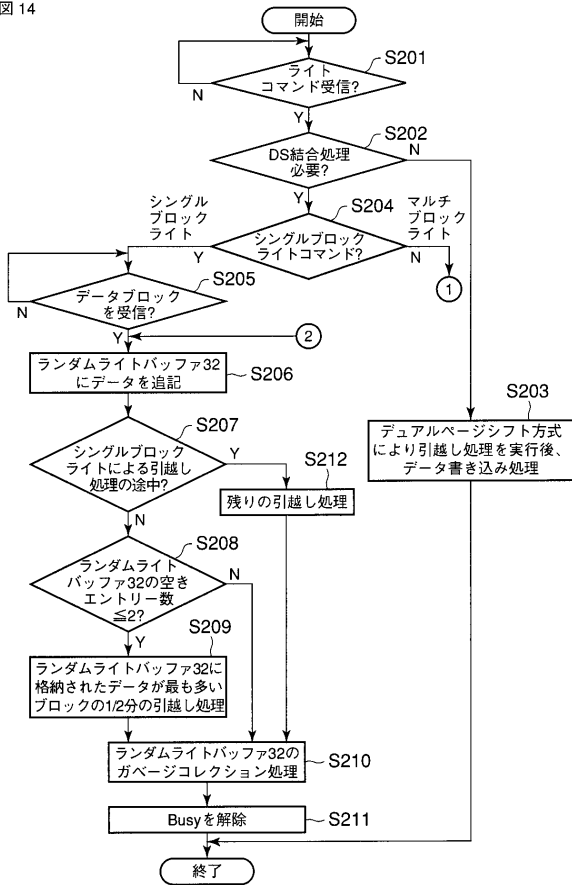 図 14
開始
S201
ライト
コマンド受信?
N
Y
S202
DS結合処理
必要?
N
Y
シングル
ブロック
ライト
S204
マルチ
ブロック
ライト
シングルブロック
ライトコマンド?
Y
N
1
S205
データブロック
を受信?
N
Y
2
ランダムライトバッファ32
にデータを追記
S206
S203
デュアルページシフト方式
により引越し処理を実行後、
データ書き込み処理
S207
シングルブロック
ライトによる引越し
処理の途中?
Y
N
S212
残りの引越し処理
S208
ランダムライト
バッファ32の空き
エントリー数
≦2?
N
Y
S209
ランダムライトバッファ32に
格納されたデータが最も多い
ブロックの1/2分の引越し処理
ランダムライトバッファ32の
ガベージコレクション処理
S210
Busyを解除
S211
終了